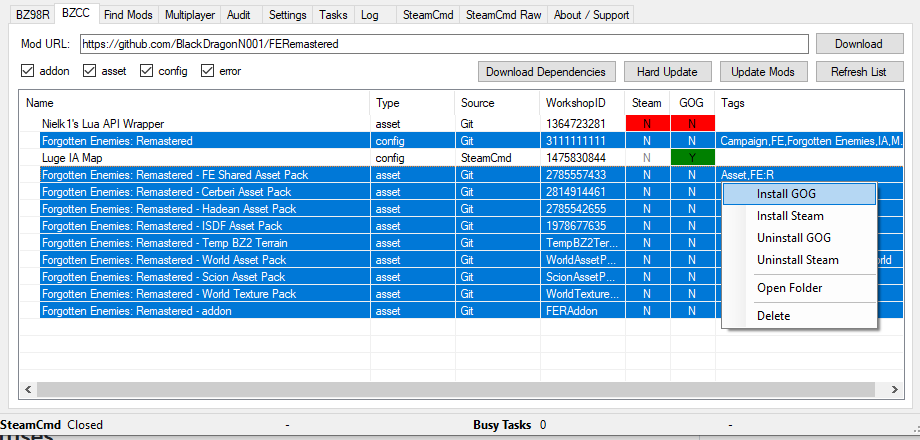 BZ98R BZCC Find Mods Multiplayer Audit Settings Tasks Log SteamCmd SteamCmd Raw About / Support
Mod URL: https://github.com/BlackDragonN001/FERemastered Download
addon asset config error Download Dependencies Hard Update Update Mods Refresh List
Name Type Source WorkshopID Steam GOG Tags
Nielk1's Lua API Wrapper asset Git 1364723281 N N
Forgotten Enemies: Remastered config Git 3111111111 N N Campaign,FE,Forgotten Enemies,IA,M
Luge IA Map config SteamCmd 1475830844 N Y
Forgotten Enemies: Remastered - FE Shared Asset Pack asset Git 2785557433 N N Asset,FE:R
Forgotten Enemies: Remastered - Cerberi Asset Pack asset Git 2814914461 N N
Forgotten Enemies: Remastered - Hadean Asset Pack asset Git 2785542655 N N
Forgotten Enemies: Remastered - ISDF Asset Pack asset Git 1978677635 N N
Forgotten Enemies: Remastered - Temp BZ2 Terrain asset Git TempBZ2Ter... N N
Forgotten Enemies: Remastered - World Asset Pack asset Git WorldAssetP... N N orld
Forgotten Enemies: Remastered - Scion Asset Pack asset Git ScionAssetP... N N
Forgotten Enemies: Remastered - World Texture Pack asset Git WorldTexture... N N
Forgotten Enemies: Remastered - addon asset Git FERAddon N N
Install GOG
Install Steam
Uninstall GOG
Uninstall Steam
Open Folder
Delete
SteamCmd Closed - Busy Tasks 0 -